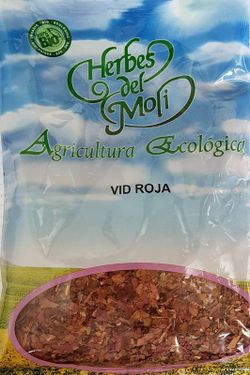 Herbes
del
Molí
Agricultura Ecológica
VID ROJA